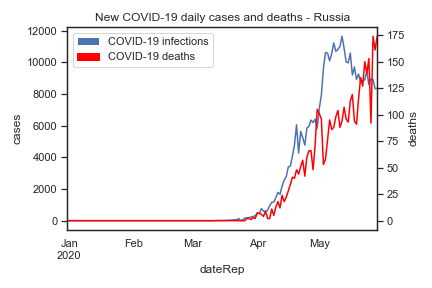 New COVID-19 daily cases and deaths - Russia
12000
10000
8000
6000
4000
2000
0
cases
COVID-19 infections
COVID-19 deaths
175
150
125
100
75
50
25
0
deaths
Jan
2020
Feb
Mar
Apr
May
dateRep